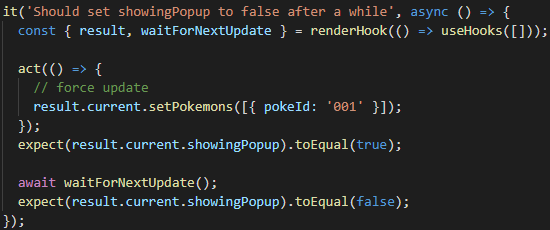 it('Should set showingPopup to false after a while', async () => {
  const { result, waitForNextUpdate } = renderHook(() => useHooks([]));

  act(() => {
    // force update
    result.current.setPokemons([{ pokeId: '001' }]);
  });
  expect(result.current.showingPopup).toEqual(true);

  await waitForNextUpdate();
  expect(result.current.showingPopup).toEqual(false);
});